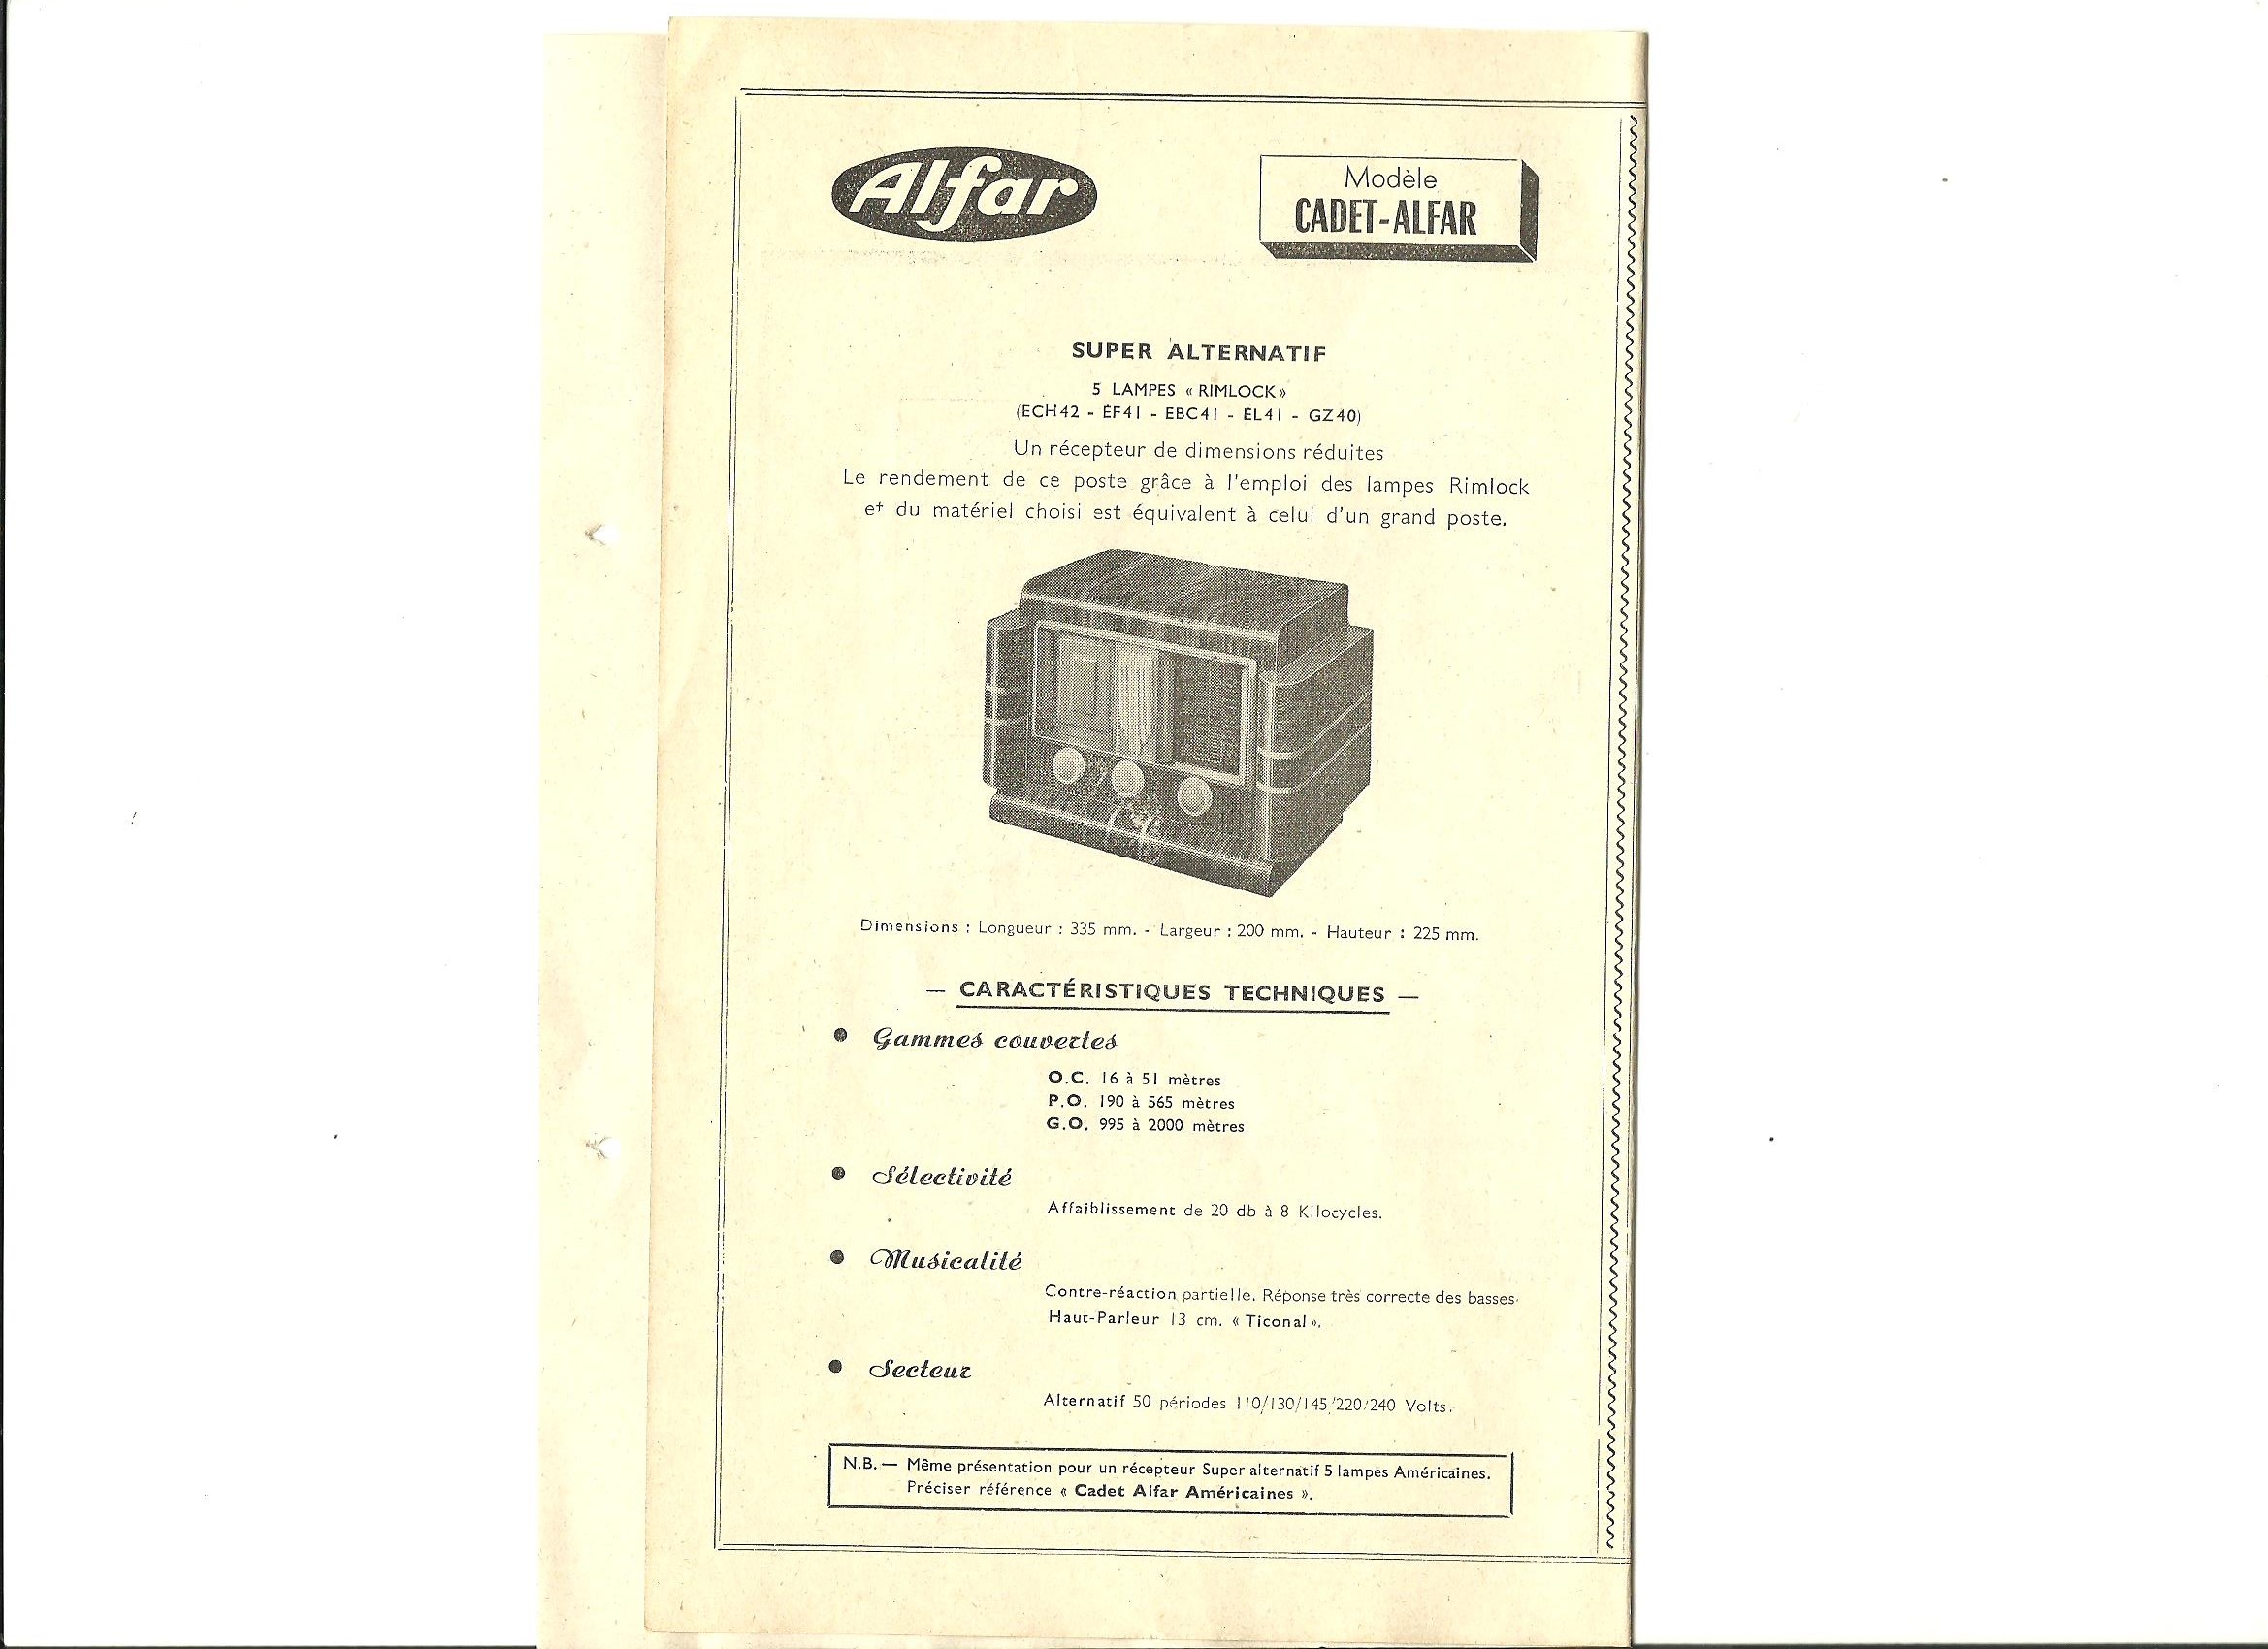 Alfar
Modèle
CADET-ALFAR
SUPER ALTERNATIF
5 LAMPES « RIMLOCK »
(ECH42 - EF41 - EBC41 - EL41 - GZ40)
Un récepteur de dimensions réduites
Le rendement de ce poste grâce à l'emploi des lampes Rimlock
et du matériel choisi est équivalent à celui d'un grand poste.
Dimensions : Longueur : 335 mm. - Largeur : 200 mm. - Hauteur : 225 mm.
— CARACTÉRISTIQUES TECHNIQUES —
● Gammes couvertes
O.C. 16 à 51 mètres
P.O. 190 à 565 mètres
G.O. 995 à 2000 mètres
● Sélectivité
Affaiblissement de 20 db à 8 Kilocycles.
● Musicalité
Contre-réaction partielle. Réponse très correcte des basses.
Haut-Parleur 13 cm. « Ticonal ».
● Secteur
Alternatif 50 périodes 110/130/145/220/240 Volts.
N.B. — Même présentation pour un récepteur Super alternatif 5 lampes Américaines.
Préciser référence « Cadet Alfar Américaines ».